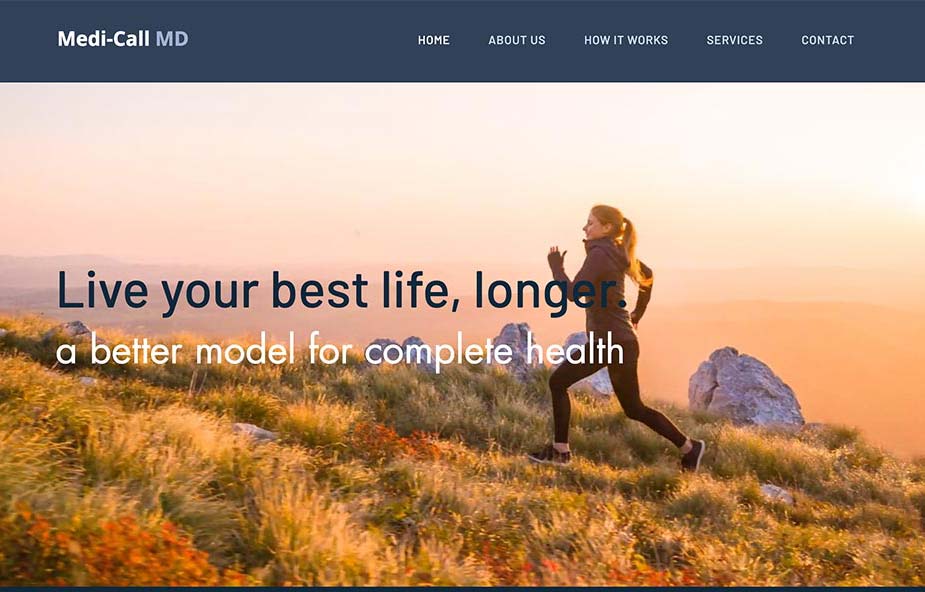 Medi-Call MD
HOME ABOUT US HOW IT WORKS SERVICES CONTACT
Live your best life, longer.
a better model for complete health